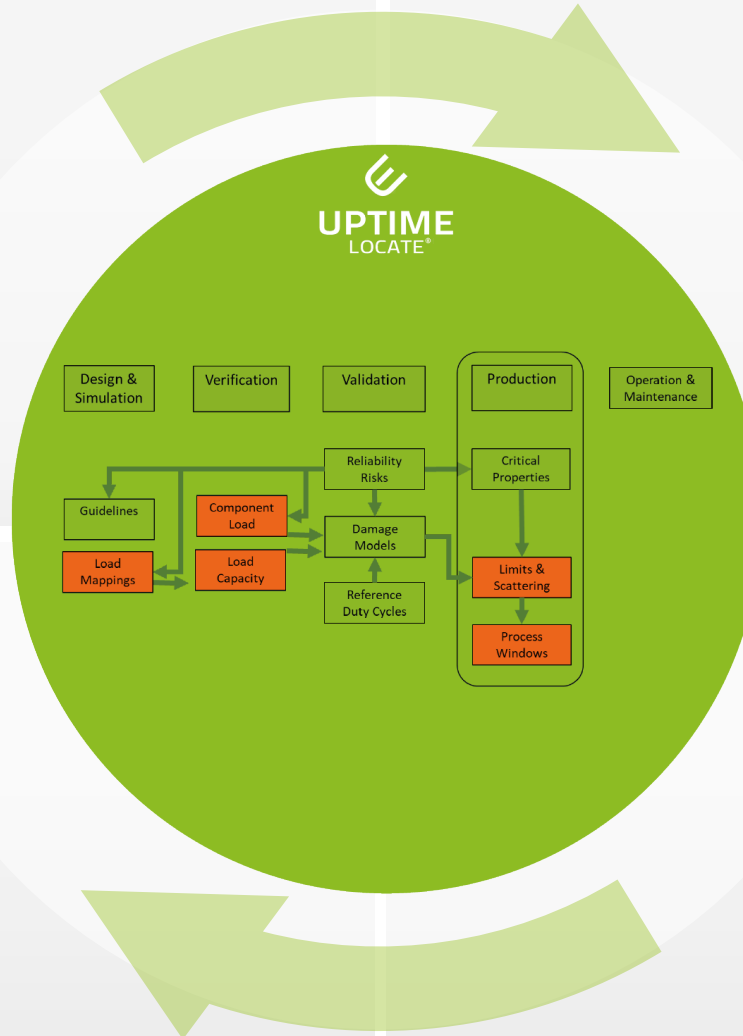 UPTIME
LOCATE®
Design &
Simulation
Verification
Validation
Production
Operation &
Maintenance
Reliability
Risks
Critical
Properties
Guidelines
Component
Load
Damage
Models
Load
Mappings
Load
Capacity
Limits &
Scattering
Reference
Duty Cycles
Process
Windows